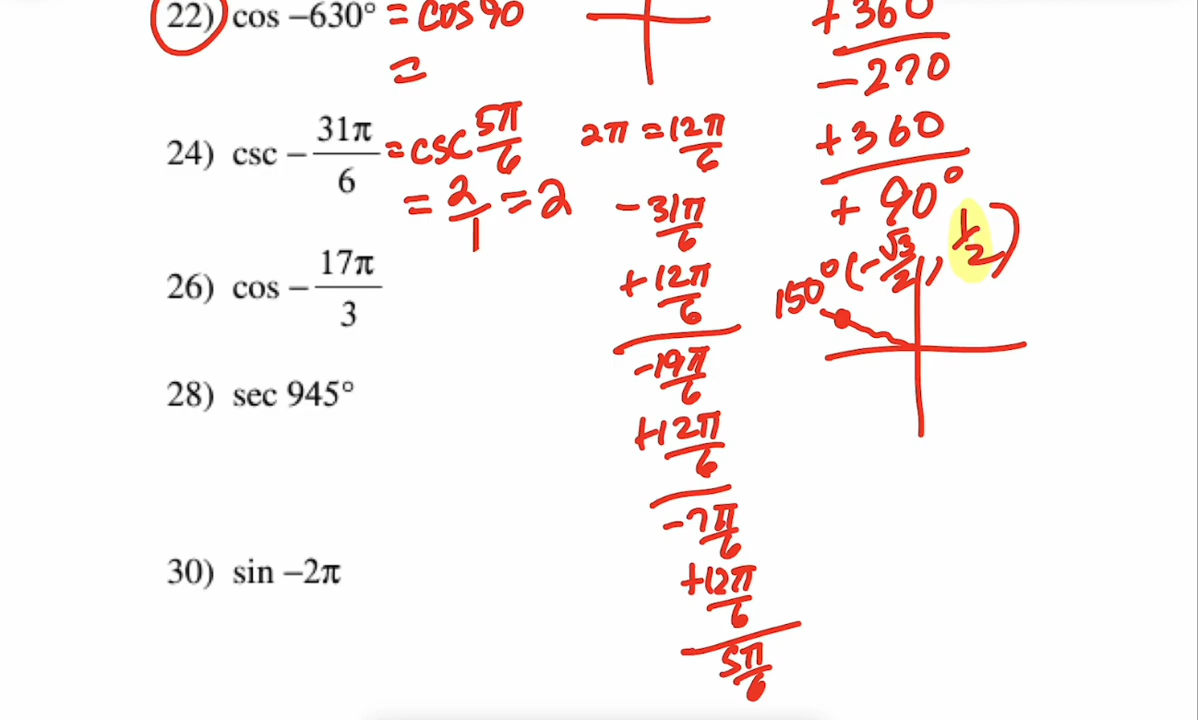 22) cos −630° = cos 90
=
+360
−270
+360
+ 90°
24) csc −31π/6 = csc 5π/6
= 2/1 = 2
2π = 12π/6
−31π/6
+12π/6
−19π/6
+12π/6
−7π/6
+12π/6
5π/6
150° (−√3/2, 1/2)
26) cos −17π/3
28) sec 945°
30) sin −2π